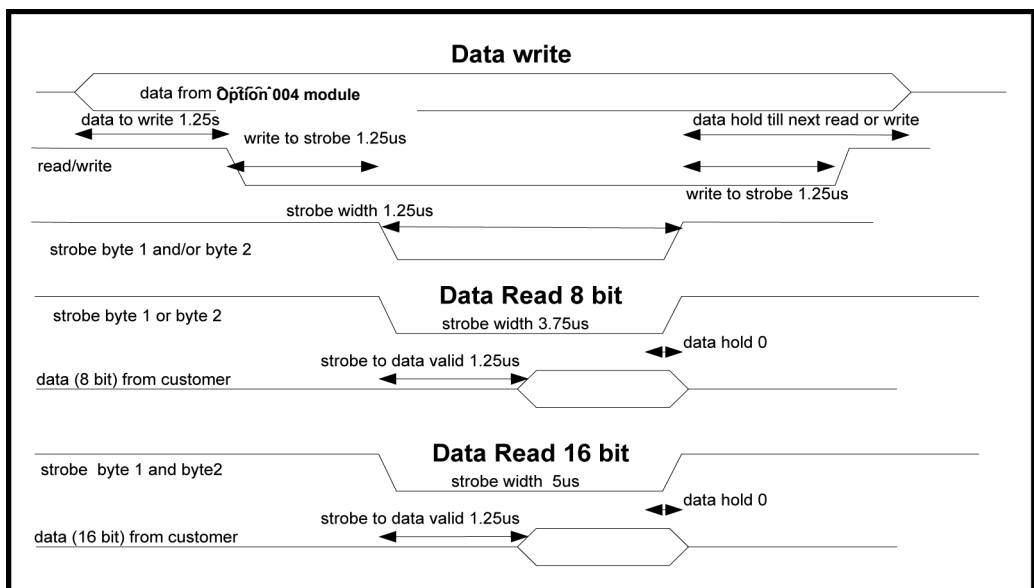 Data write
data from Option 004 module
data to write 1.25s
data hold till next read or write
write to strobe 1.25us
read/write
write to strobe 1.25us
strobe width 1.25us
strobe byte 1 and/or byte 2
Data Read 8 bit
strobe byte 1 or byte 2
strobe width 3.75us
data hold 0
strobe to data valid 1.25us
data (8 bit) from customer
Data Read 16 bit
strobe  byte 1 and byte2
strobe width  5us
data hold 0
strobe to data valid 1.25us
data (16 bit) from customer